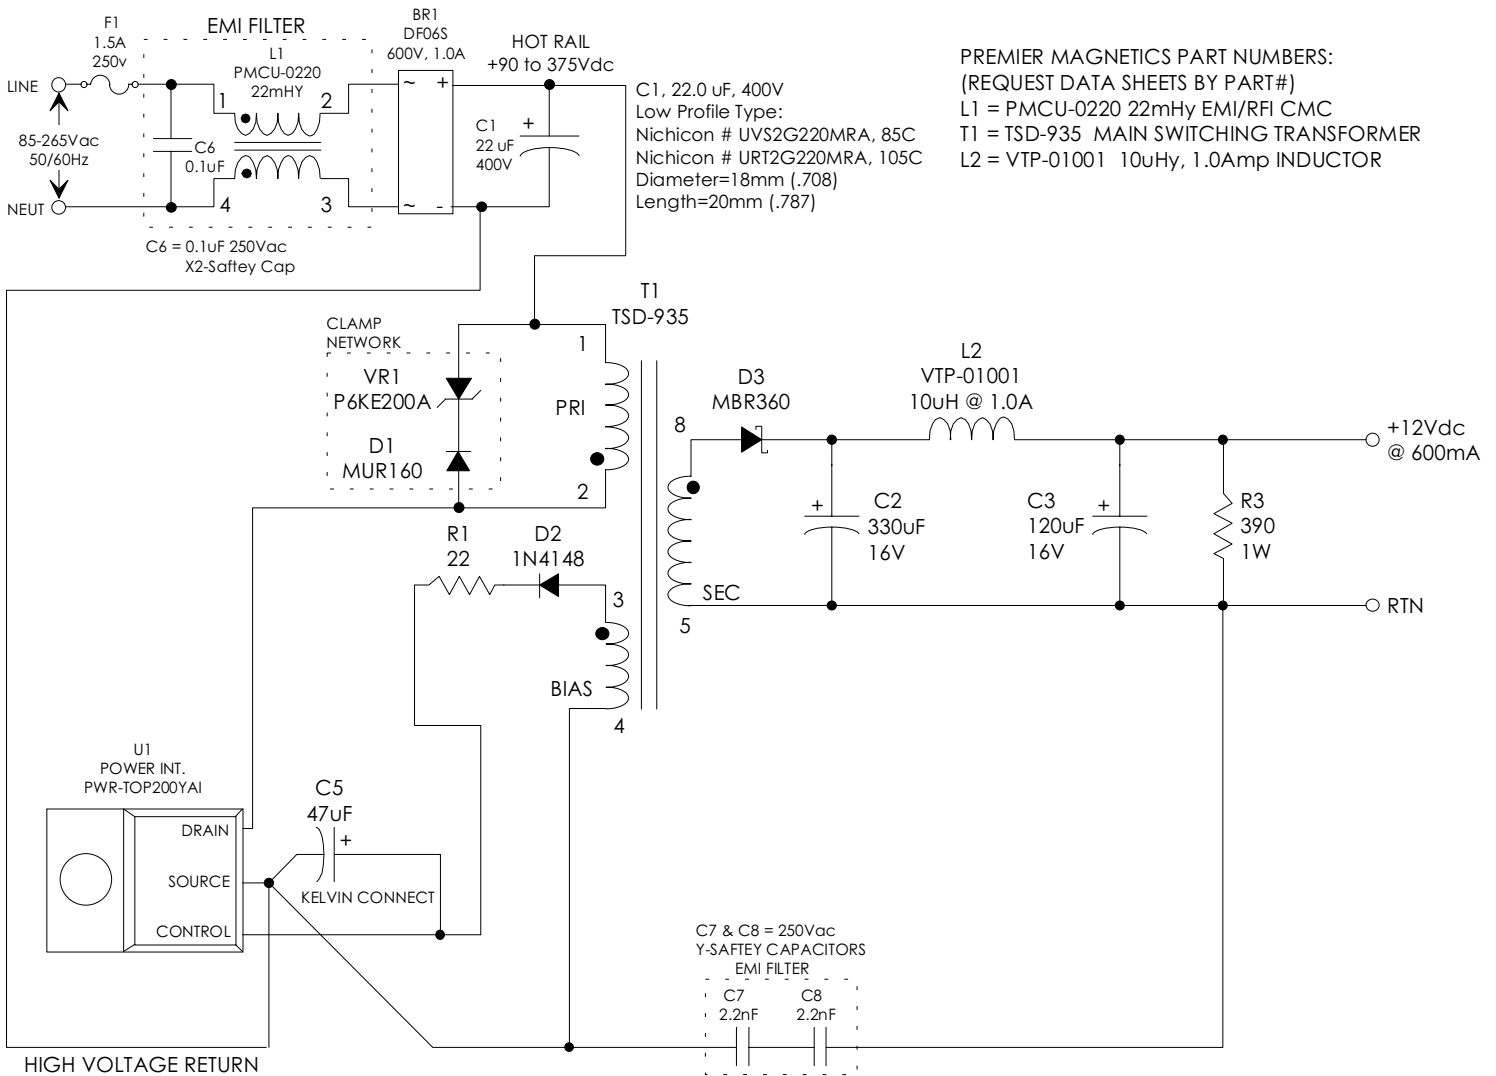 F1
1.5A
250v
EMI FILTER
L1
PMCU-0220
22mHY
BR1
DF06S
600V, 1.0A
HOT RAIL
+90 to 375Vdc
LINE
1
2
~
+
85-265Vac
50/60Hz
C6
0.1uF
C1
22 uF
400V
+
NEUT
4
3
~
-
C6 = 0.1uF 250Vac
X2-Saftey Cap
C1, 22.0 uF, 400V
Low Profile Type:
Nichicon # UVS2G220MRA, 85C
Nichicon # URT2G220MRA, 105C
Diameter=18mm (.708)
Length=20mm (.787)
PREMIER MAGNETICS PART NUMBERS:
(REQUEST DATA SHEETS BY PART#)
L1 = PMCU-0220 22mHy EMI/RFI CMC
T1 = TSD-935 MAIN SWITCHING TRANSFORMER
L2 = VTP-01001 10uHy, 1.0Amp INDUCTOR
T1
TSD-935
CLAMP
NETWORK
VR1
P6KE200A
D1
MUR160
1
PRI
2
D3
MBR360
8
L2
VTP-01001
10uH @ 1.0A
+12Vdc
@ 600mA
+
C2
330uF
16V
C3
120uF
16V
+
R3
390
1W
R1
22
D2
1N4148
3
SEC
5
RTN
BIAS
4
U1
POWER INT.
PWR-TOP200YAI
DRAIN
SOURCE
CONTROL
C5
47uF
+
KELVIN CONNECT
C7 & C8 = 250Vac
Y-SAFTEY CAPACITORS
EMI FILTER
C7
2.2nF
C8
2.2nF
HIGH VOLTAGE RETURN